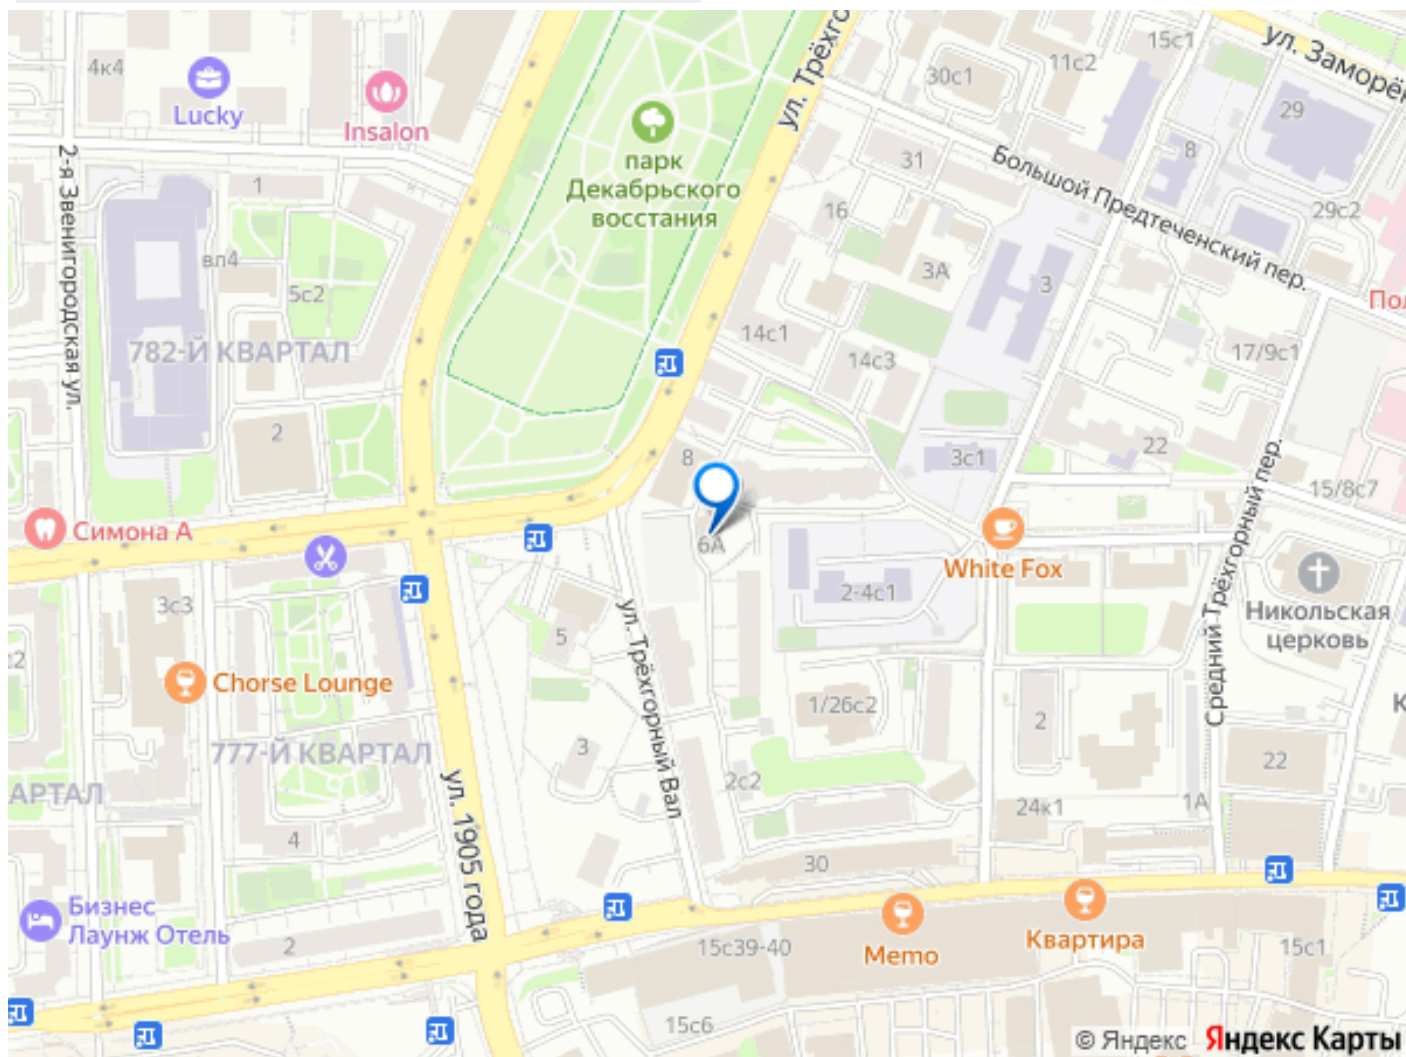 4к4
Lucky
Insalon
2-я Звенигородская ул.
1
вл4
5с2
782-Й КВАРТАЛ
2
парк
Декабрьского
восстания
ул. Трёхго
30с1
11с2
15с1
ул. Заморё
29
8
31
Большой Предтеченский пер.
16
3А
3
29с2
Пол
14с1
14с3
17/9с1
22
3с1
15/8с7
8
6А
Симона А
White Fox
2-4с1
Никольская
церковь
Средний Трёхгорный пер.
3с3
с2
Chorse Lounge
5
ул. Трёхгорный Вал
1/26с2
2
К
777-Й КВАРТАЛ
3
2с2
22
АРТАЛ
24к1
1А
4
ул. 1905 года
30
Бизнес
Лаунж Отель
2
15с39-40
Memo
Квартира
15с1
15с6
© Яндекс Яндекс Карты